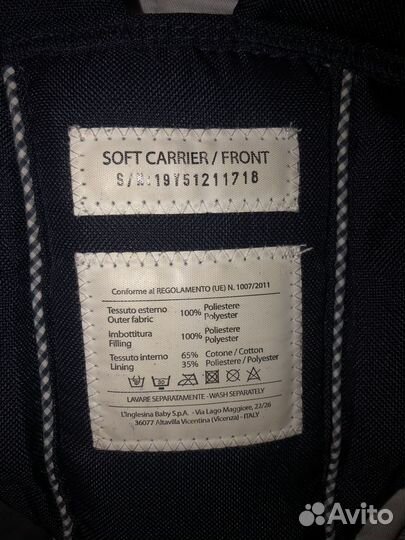 SOFT CARRIER / FRONT
S/N:19Y51211718
Conforme al REGOLAMENTO (UE) N. 1007/2011
Tessuto esterno 100% Poliestere
Outer fabric Polyester
Imbottitura 100% Poliestere
Filling Polyester
Tessuto interno 65% Cotone / Cotton
Lining 35% Poliestere / Polyester
30
LAVARE SEPARATAMENTE - WASH SEPARATELY
L'Inglesina Baby S.p.A. - Via Lago Maggiore, 22/26
36077 Altavilla Vicentina (Vicenza) - ITALY
Avito